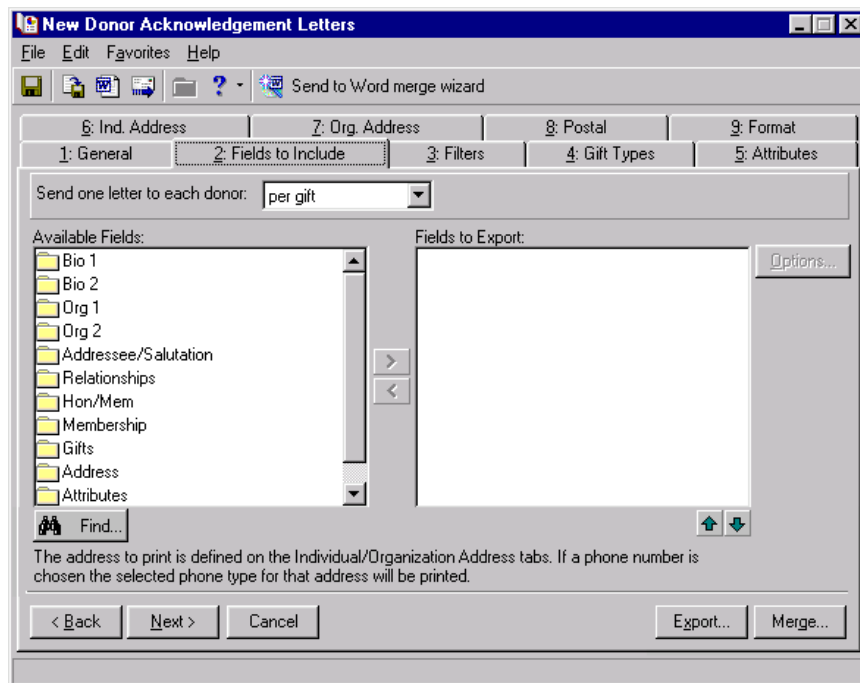 New Donor Acknowledgement Letters
File Edit Favorites Help
Send to Word merge wizard
6: Ind. Address 7: Org. Address 8: Postal 9: Format
1: General 2: Fields to Include 3: Filters 4: Gift Types 5: Attributes
Send one letter to each donor: per gift
Available Fields: Fields to Export:
Bio 1 Options...
Bio 2
Org 1
Org 2
Addressee/Salutation
Relationships
Hon/Mem
Membership
Gifts
Address
Attributes
Find...
The address to print is defined on the Individual/Organization Address tabs. If a phone number is
chosen the selected phone type for that address will be printed.
< Back Next > Cancel Export... Merge...